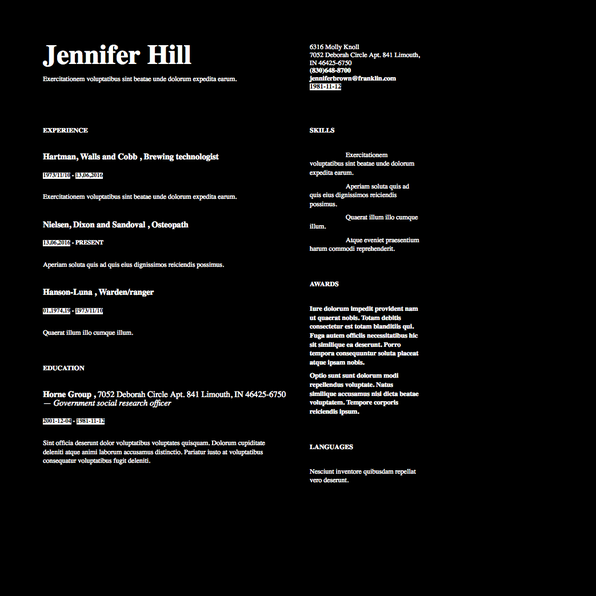 Jennifer Hill
Exercitationem voluptatibus sint beatae unde dolorum expedita earum.
6316 Molly Knoll
7052 Deborah Circle Apt. 841 Limouth,
IN 46425-6750
(830)648-8700
jenniferbrown@franklin.com
1981-11-12
EXPERIENCE
Hartman, Walls and Cobb , Brewing technologist
1973/11/10 - 13.06.2016
Exercitationem voluptatibus sint beatae unde dolorum expedita earum.
Nielsen, Dixon and Sandoval , Osteopath
13.06.2016 - PRESENT
Aperiam soluta quis ad quis eius dignissimos reiciendis possimus.
Hanson-Luna , Warden/ranger
01.1974.19 - 1973/11/10
Quaerat illum illo cumque illum.
EDUCATION
Horne Group , 7052 Deborah Circle Apt. 841 Limouth, IN 46425-6750
— Government social research officer
2001-12-04 - 1981-11-12
Sint officia deserunt dolor voluptatibus voluptates quisquam. Dolorum cupiditate
deleniti atque animi laborum accusamus distinctio. Pariatur iusto at voluptatibus
consequatur voluptatibus fugit deleniti.
SKILLS
Exercitationem
voluptatibus sint beatae unde dolorum
expedita earum.
Aperiam soluta quis ad
quis eius dignissimos reiciendis
possimus.
Quaerat illum illo cumque
illum.
Atque eveniet praesentium
harum commodi reprehenderit.
AWARDS
Iure dolorum impedit provident nam
ut quaerat nobis. Totam debitis
consectetur est totam blanditiis qui.
Fuga autem officiis necessitatibus hic
sit similique ea deserunt. Porro
tempora consequuntur soluta placeat
atque ipsam nobis.
Optio sunt sunt dolorum modi
repellendus voluptate. Natus
similique accusamus nisi dicta beatae
voluptatem. Tempore corporis
reiciendis ipsum.
LANGUAGES
Nesciunt inventore quibusdam repellat
vero deserunt.